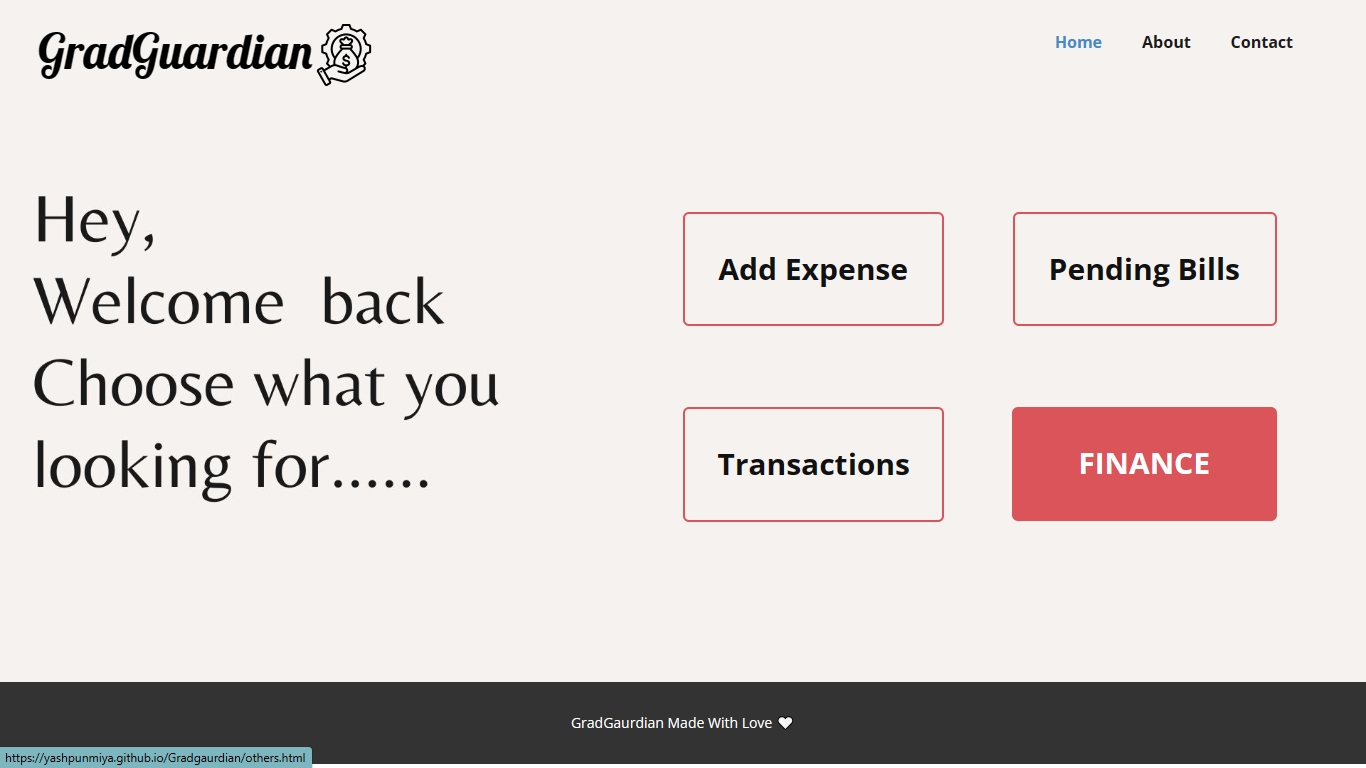 GradGuardian
Home About Contact
Hey,
Welcome back
Choose what you
looking for......
Add Expense
Pending Bills
Transactions
FINANCE
GradGaurdian Made With Love
https://yashpunmiya.github.io/Gradgaurdian/others.html